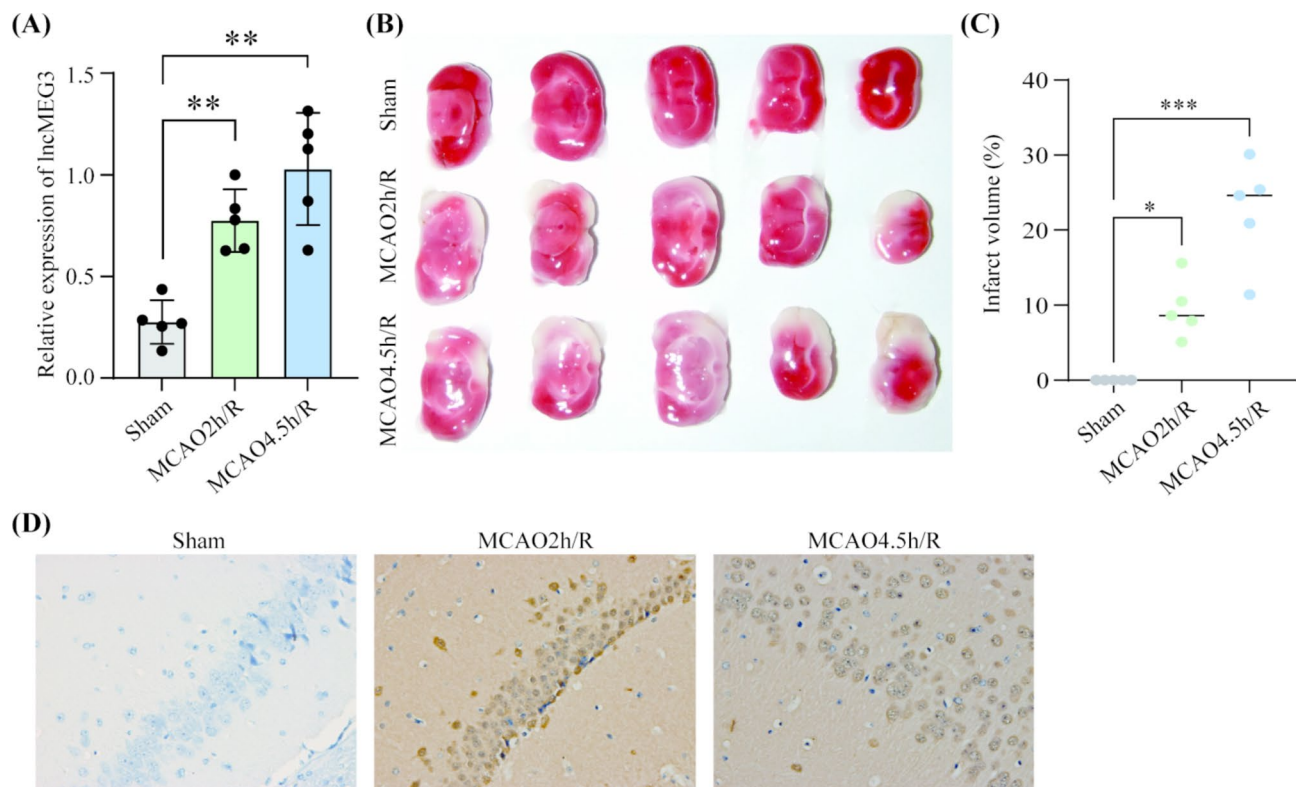 (A)
**
**
Relative expression of lncMEG3
1.5
1.0
0.5
0.0
Sham
MCAO2h/R
MCAO4.5h/R
(B)
Sham
MCAO2h/R
MCAO4.5h/R
(C)
***
*
Infarct volume (%)
40
30
20
10
0
Sham
MCAO2h/R
MCAO4.5h/R
(D)
Sham
MCAO2h/R
MCAO4.5h/R